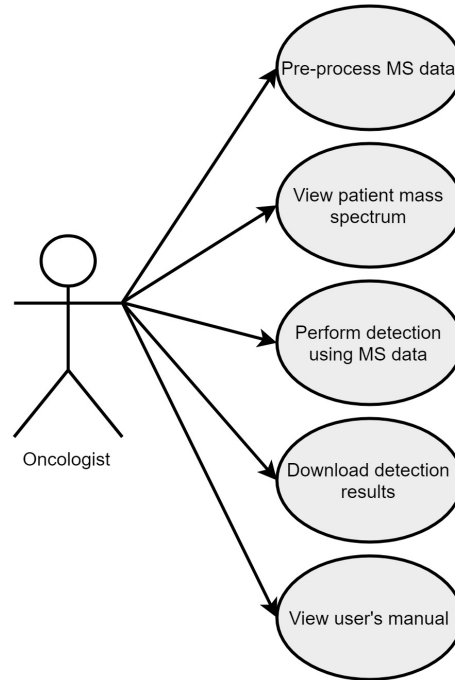 Pre-process MS data
View patient mass
spectrum
Perform detection
using MS data
Oncologist
Download detection
results
View user's manual